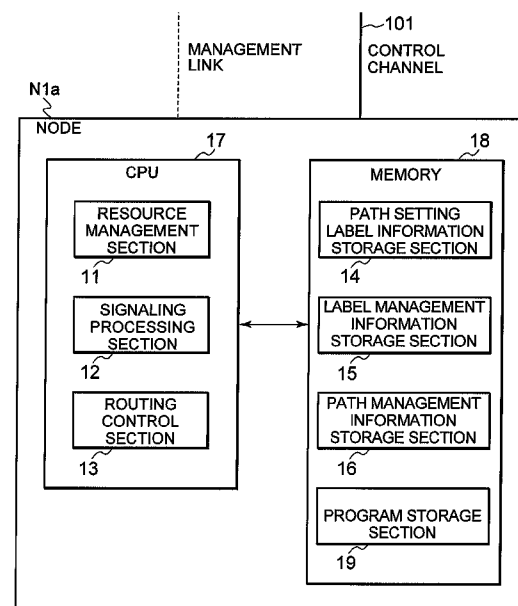 101
MANAGEMENT
LINK
CONTROL
CHANNEL
N1a
NODE
17
CPU
RESOURCE
MANAGEMENT
SECTION
11
SIGNALING
PROCESSING
SECTION
12
ROUTING
CONTROL
SECTION
13
18
MEMORY
PATH SETTING
LABEL INFORMATION
STORAGE SECTION
14
LABEL MANAGEMENT
INFORMATION
STORAGE SECTION
15
PATH MANAGEMENT
INFORMATION
STORAGE SECTION
16
PROGRAM STORAGE
SECTION
19